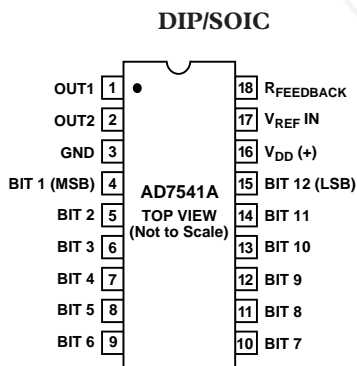 DIP/SOIC
OUT1 1
OUT2 2
GND 3
BIT 1 (MSB) 4
BIT 2 5
BIT 3 6
BIT 4 7
BIT 5 8
BIT 6 9
AD7541A
TOP VIEW
(Not to Scale)
18 RFEEDBACK
17 VREF IN
16 VDD (+)
15 BIT 12 (LSB)
14 BIT 11
13 BIT 10
12 BIT 9
11 BIT 8
10 BIT 7